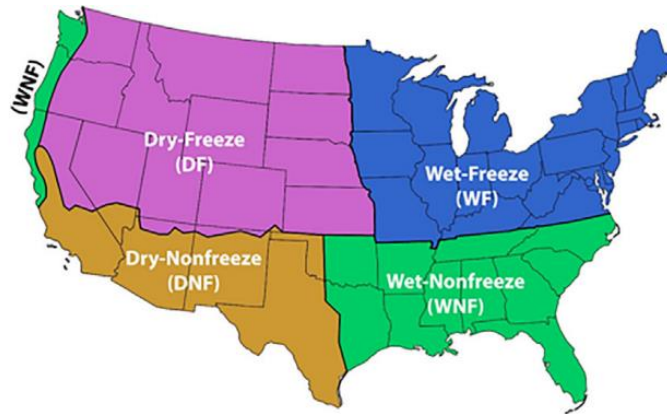 (WNF)
Dry-Freeze
(DF)
Wet-Freeze
(WF)
Dry-Nonfreeze
(DNF)
Wet-Nonfreeze
(WNF)